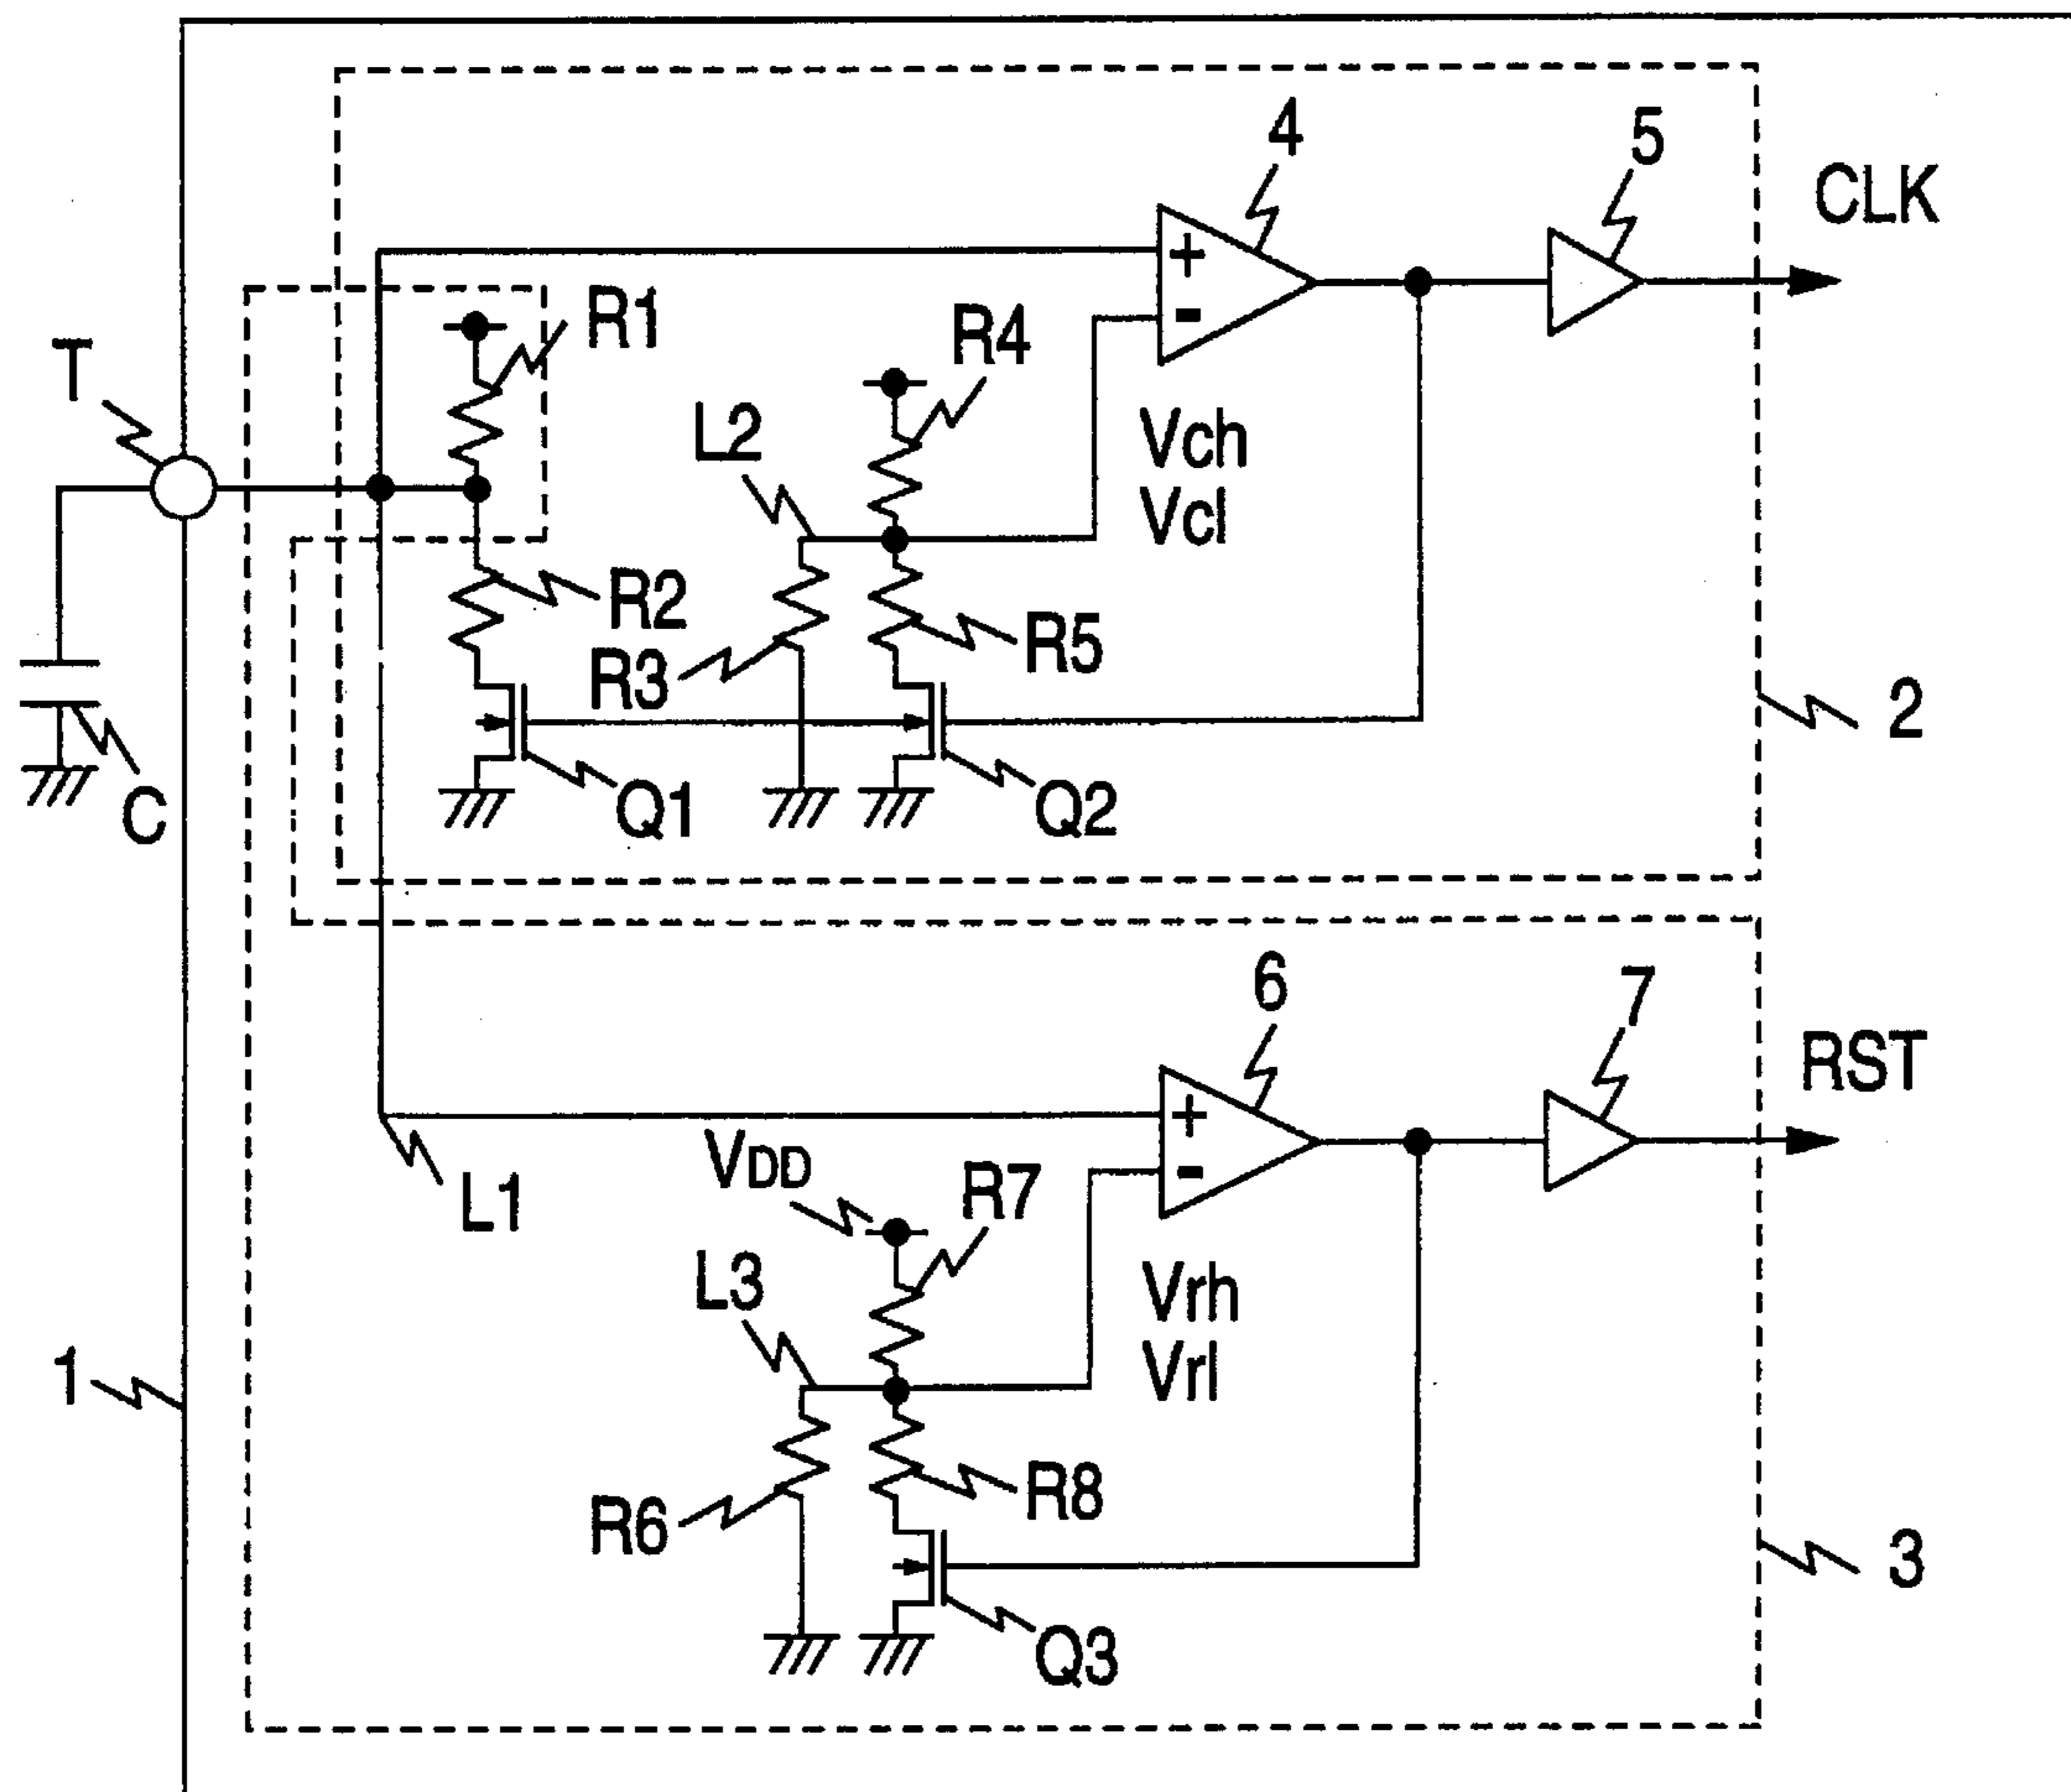 4
5
CLK
+
-
R1
R4
T
L2
Vch
Vcl
R2
R5
R3
2
C
Q1
Q2
6
7
RST
+
-
VDD
R7
L1
L3
Vrh
Vrl
1
R8
R6
3
Q3